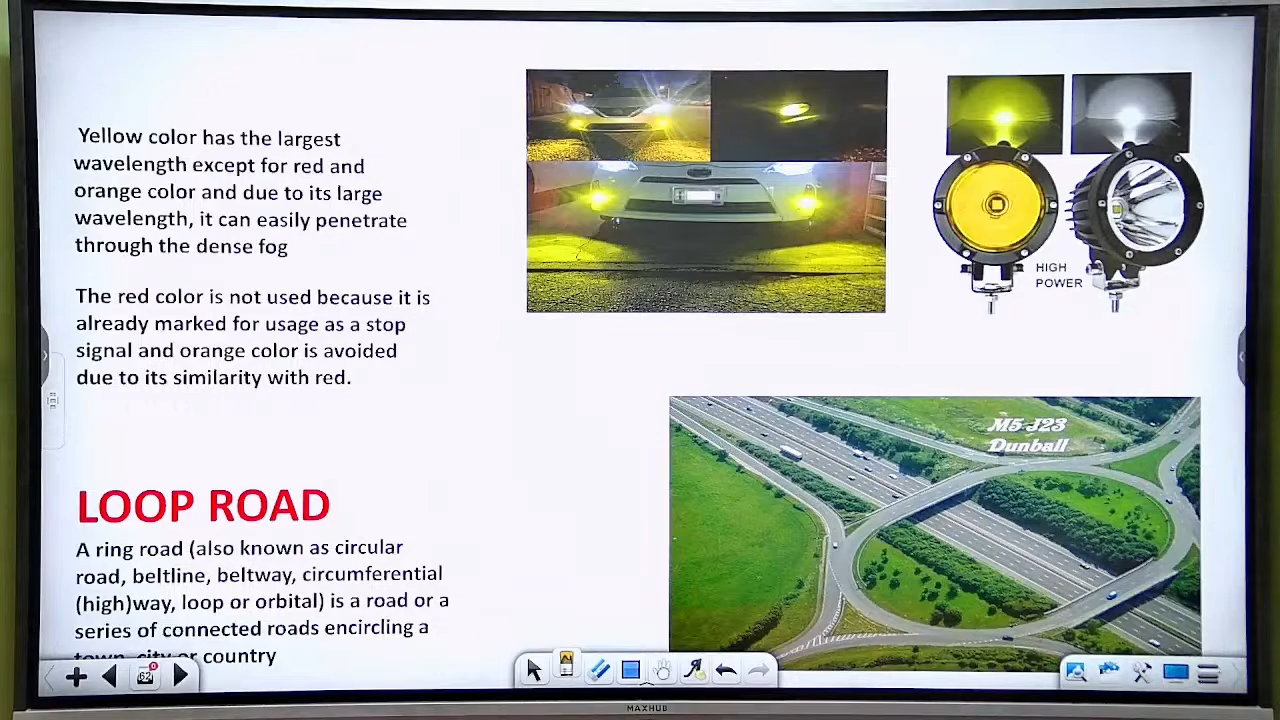 Yellow color has the largest
wavelength except for red and
orange color and due to its large
wavelength, it can easily penetrate
through the dense fog
The red color is not used because it is
already marked for usage as a stop
signal and orange color is avoided
due to its similarity with red.
HIGH
POWER
M5 J23
Dunball
LOOP ROAD
A ring road (also known as circular
road, beltline, beltway, circumferential
(high)way, loop or orbital) is a road or a
series of connected roads encircling a
town, city or country
62
MAXHUB